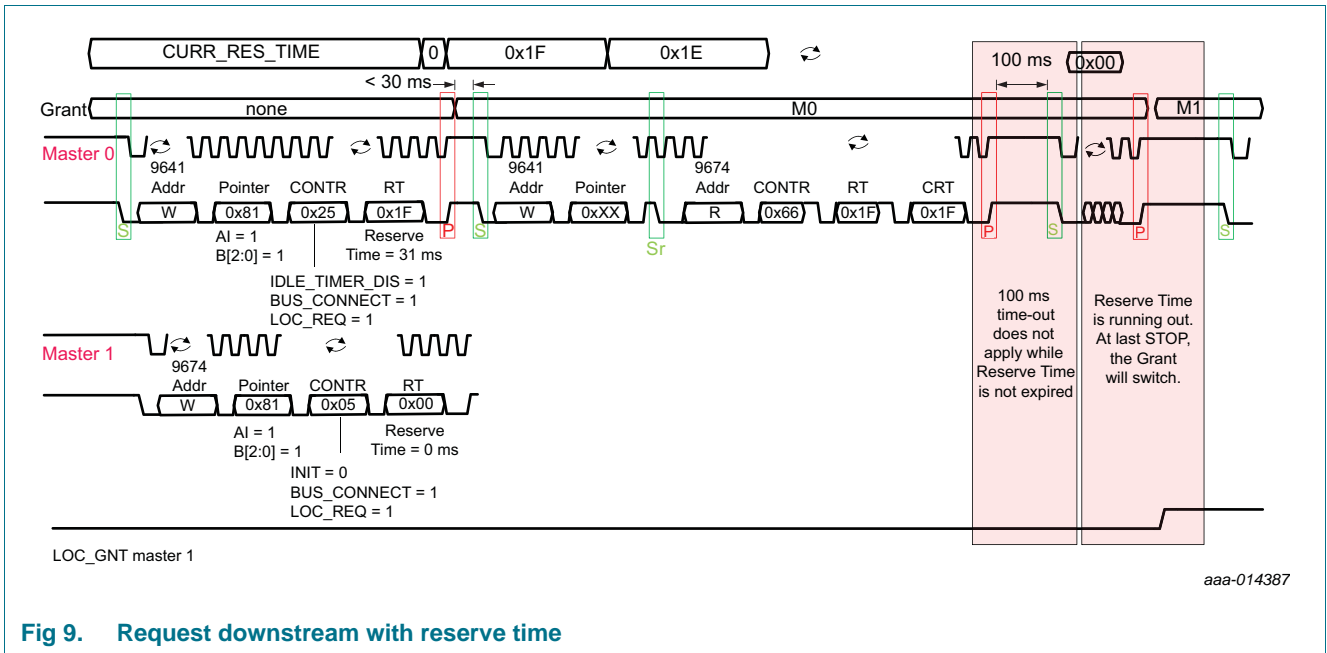 CURR_RES_TIME 0 0x1F 0x1E 100 ms 0x00
< 30 ms
Grant none M0 M1
Master 0
9641 9641 9674
Addr Pointer CONTR RT Addr Pointer Addr CONTR RT CRT
W 0x81 0x25 0x1F W 0xXX R 0x66 0x1F 0x1F
S P S Sr P S P S
AI = 1
B[2:0] = 1
Reserve
Time = 31 ms
IDLE_TIMER_DIS = 1
BUS_CONNECT = 1
LOC_REQ = 1
100 ms
time-out
does not
apply while
Reserve Time
is not expired
Reserve Time
is running out.
At last STOP,
the Grant
will switch.
Master 1
9674
Addr Pointer CONTR RT
W 0x81 0x05 0x00
AI = 1
B[2:0] = 1
Reserve
Time = 0 ms
INIT = 0
BUS_CONNECT = 1
LOC_REQ = 1
LOC_GNT master 1
aaa-014387
Fig 9. Request downstream with reserve time